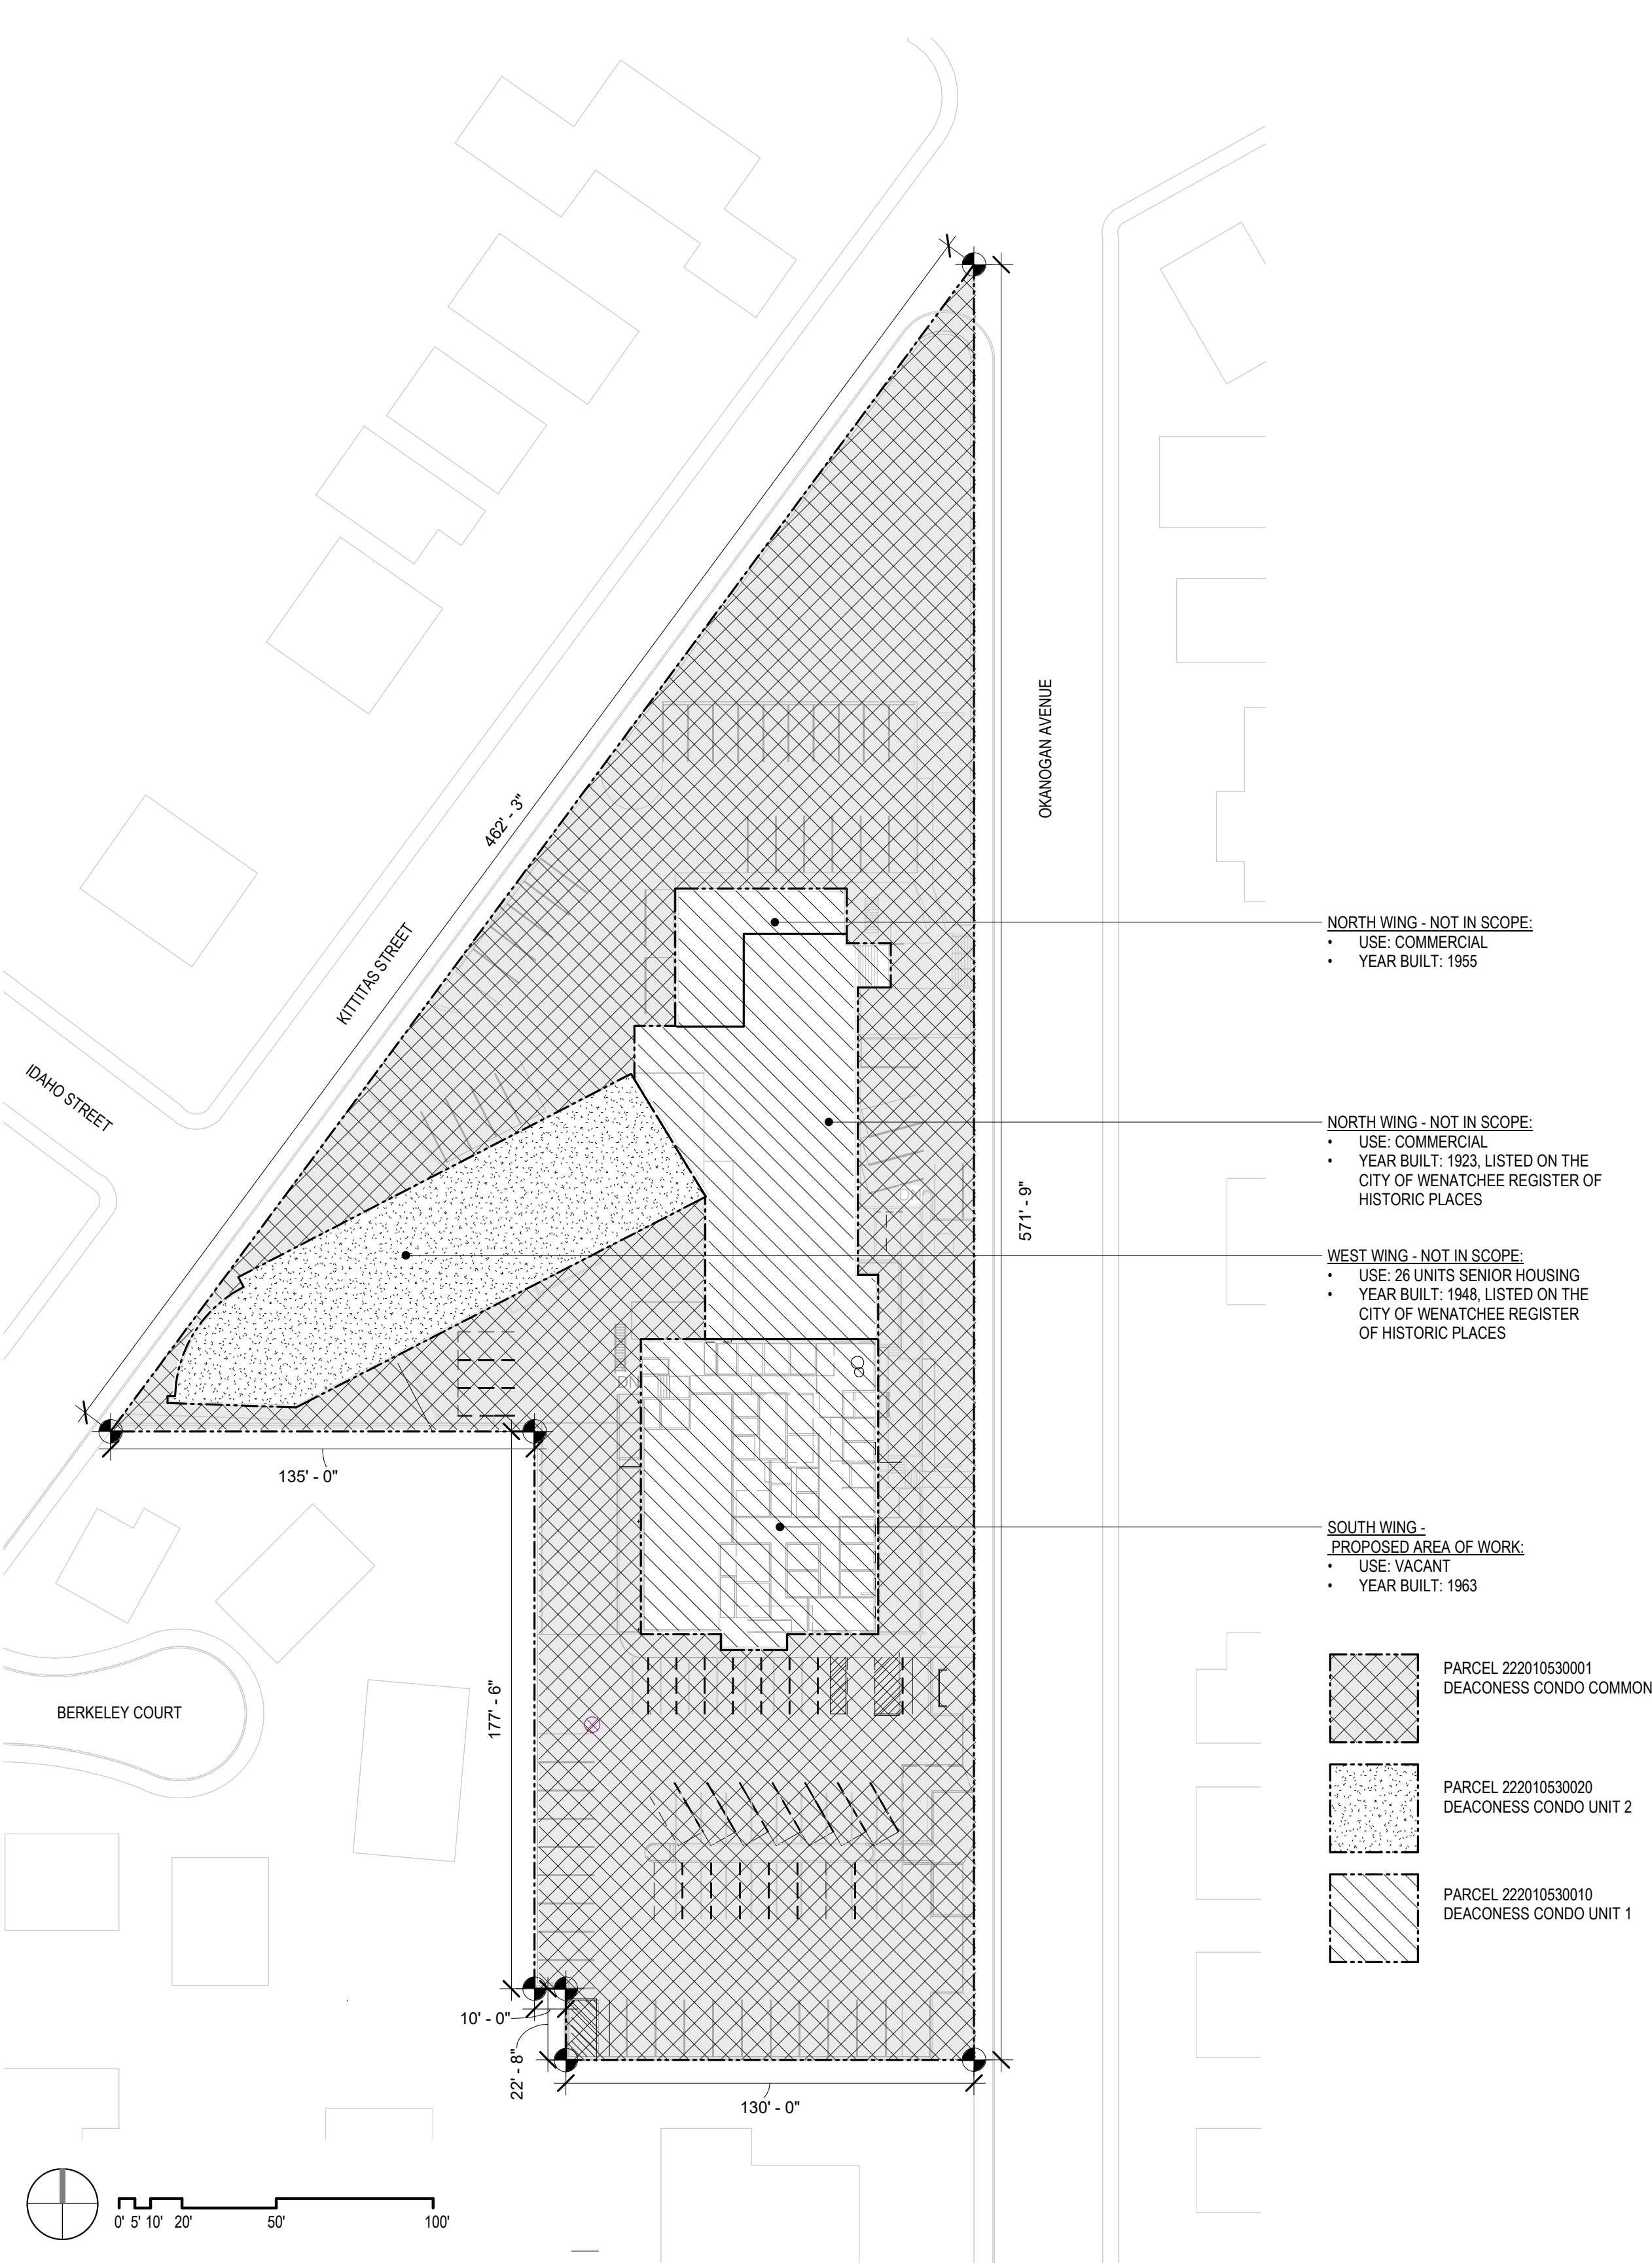 462' - 3"
OKANOGAN AVENUE
KITTITAS STREET
IDAHO STREET
571' - 9"
NORTH WING - NOT IN SCOPE:
• USE: COMMERCIAL
• YEAR BUILT: 1955
NORTH WING - NOT IN SCOPE:
• USE: COMMERCIAL
• YEAR BUILT: 1923, LISTED ON THE
CITY OF WENATCHEE REGISTER OF
HISTORIC PLACES
WEST WING - NOT IN SCOPE:
• USE: 26 UNITS SENIOR HOUSING
• YEAR BUILT: 1948, LISTED ON THE
CITY OF WENATCHEE REGISTER
OF HISTORIC PLACES
DN
DN
135' - 0"
SOUTH WING -
PROPOSED AREA OF WORK:
• USE: VACANT
• YEAR BUILT: 1963
177' - 6"
BERKELEY COURT
PARCEL 222010530001
DEACONESS CONDO COMMON
PARCEL 222010530020
DEACONESS CONDO UNIT 2
PARCEL 222010530010
DEACONESS CONDO UNIT 1
10' - 0"
22' - 8"
130' - 0"
0' 5' 10' 20' 50' 100'